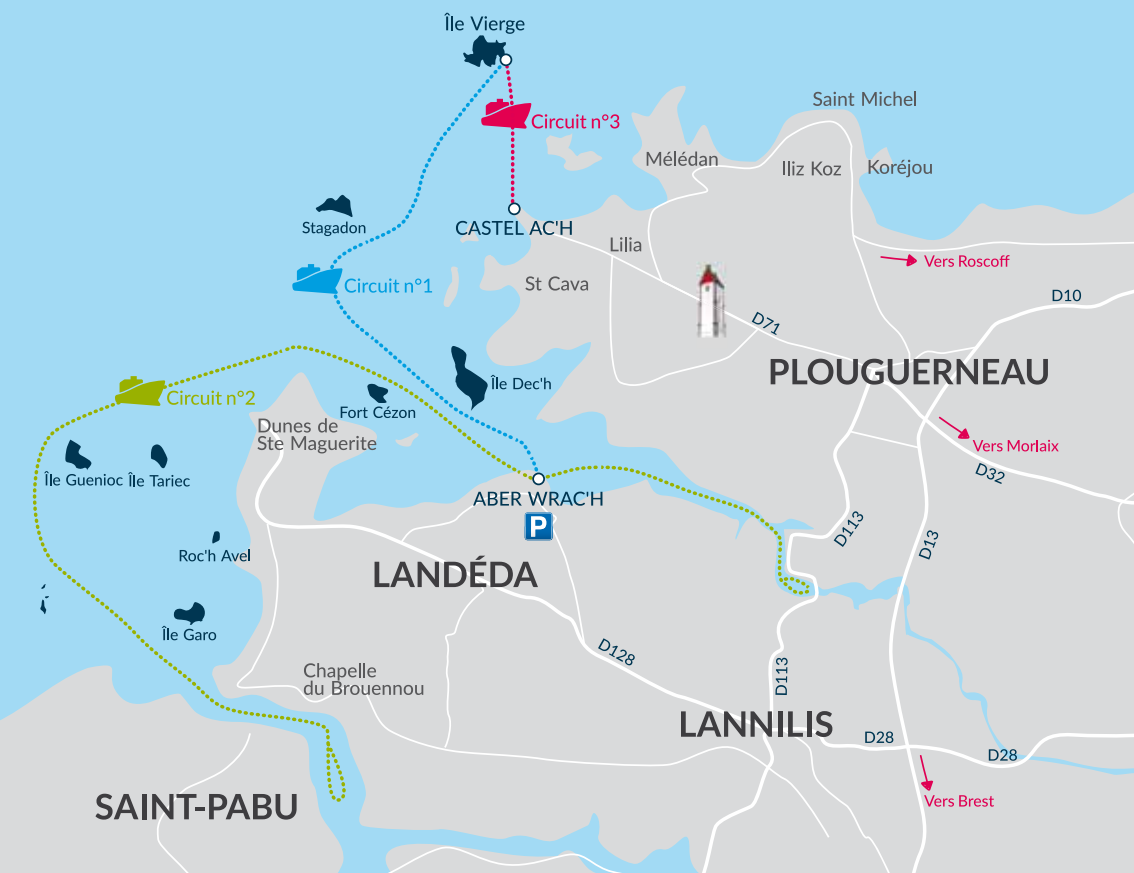 Île Vierge
Saint Michel
Circuit n°3
Mélédan
Iliz Koz
Koréjou
Stagadon
CASTEL AC'H
Lilia
Vers Roscoff
Circuit n°1
St Cava
D10
D71
PLOUGUERNEAU
Île Dec'h
Circuit n°2
Fort Cézon
Dunes de
Ste Maguerite
Vers Morlaix
Île Guenioc
Île Tariec
D32
ABER WRAC'H
P
D113
D13
Roc'h Avel
LANDÉDA
Île Garo
D128
Chapelle
du Brouennou
D113
LANNILIS
D28
D28
SAINT-PABU
Vers Brest